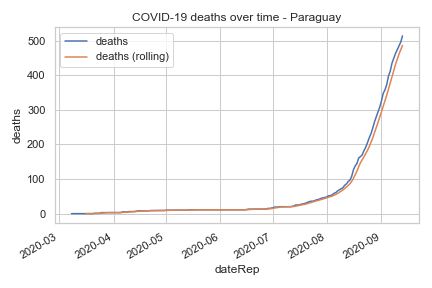 COVID-19 deaths over time - Paraguay
deaths
deaths (rolling)
500
400
300
200
100
0
deaths
2020-03
2020-04
2020-05
2020-06
2020-07
2020-08
2020-09
dateRep